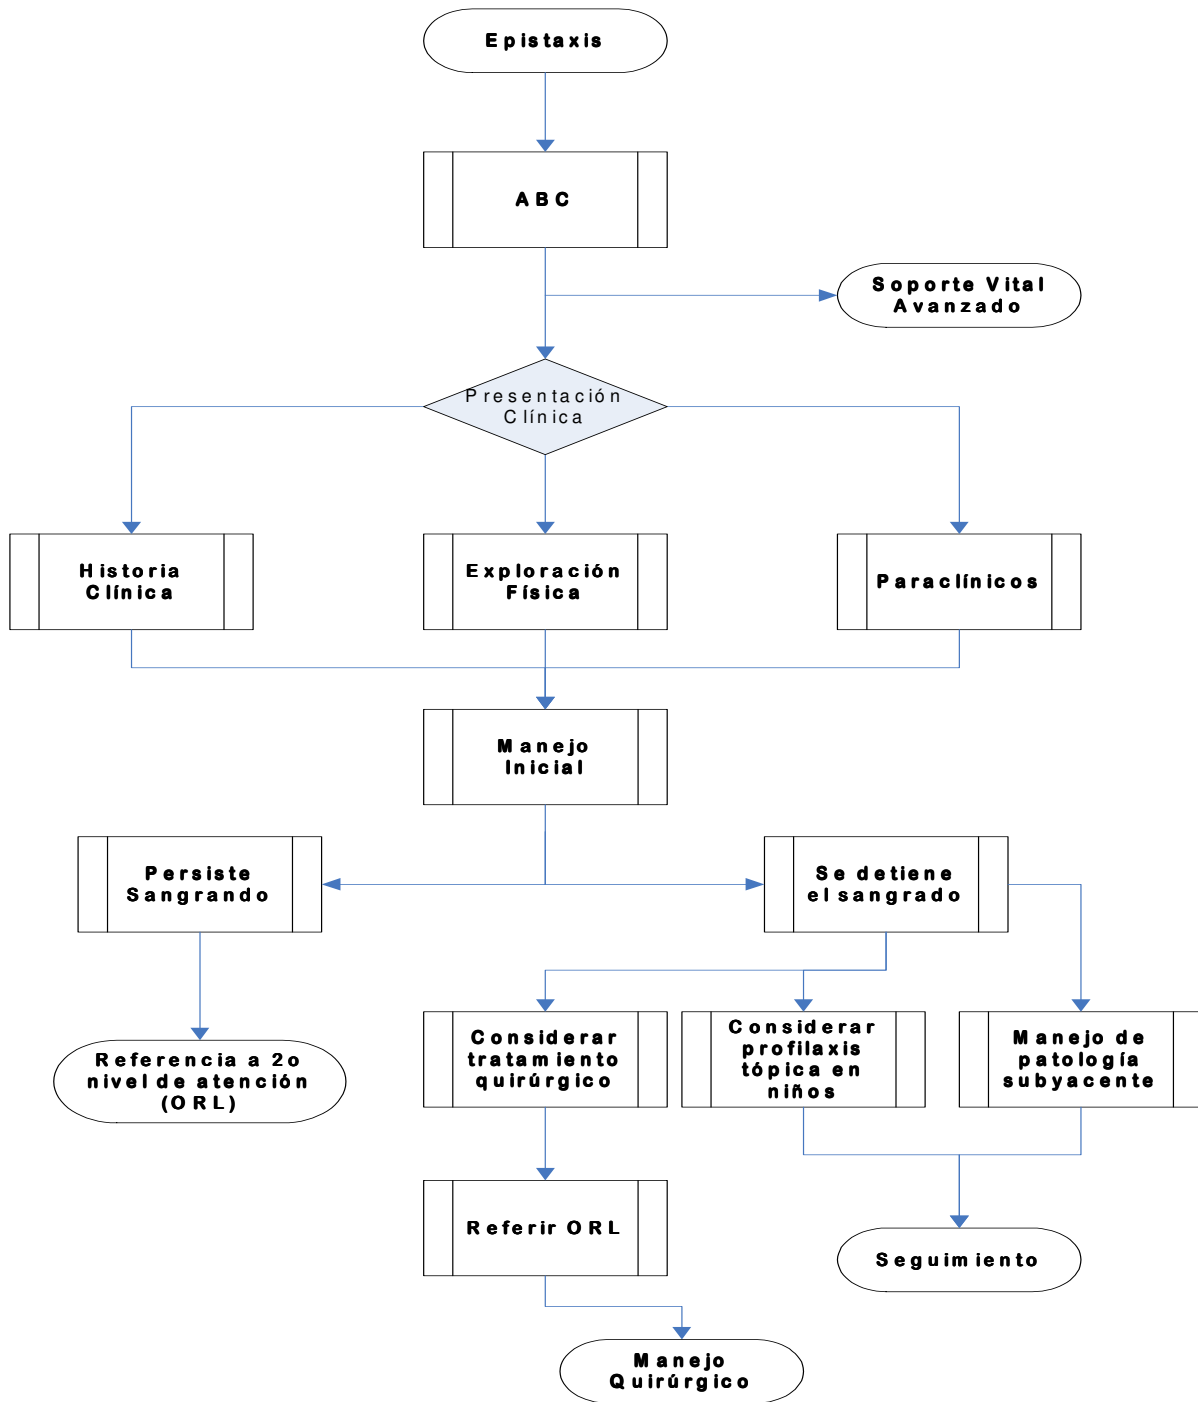 Epistaxis
ABC
Soporte Vital
Avanzado
Presentación
Clínica
Historia
Clínica
Exploración
Física
Paraclínicos
Manejo
Inicial
Persiste
Sangrando
Se detiene
el sangrado
Considerar
tratamiento
quirúrgico
Considerar
profilaxis
tópica en
niños
Manejo de
patología
subyacente
Referencia a 2o
nivel de atención
(ORL)
Referir ORL
Seguimiento
Manejo
Quirúrgico